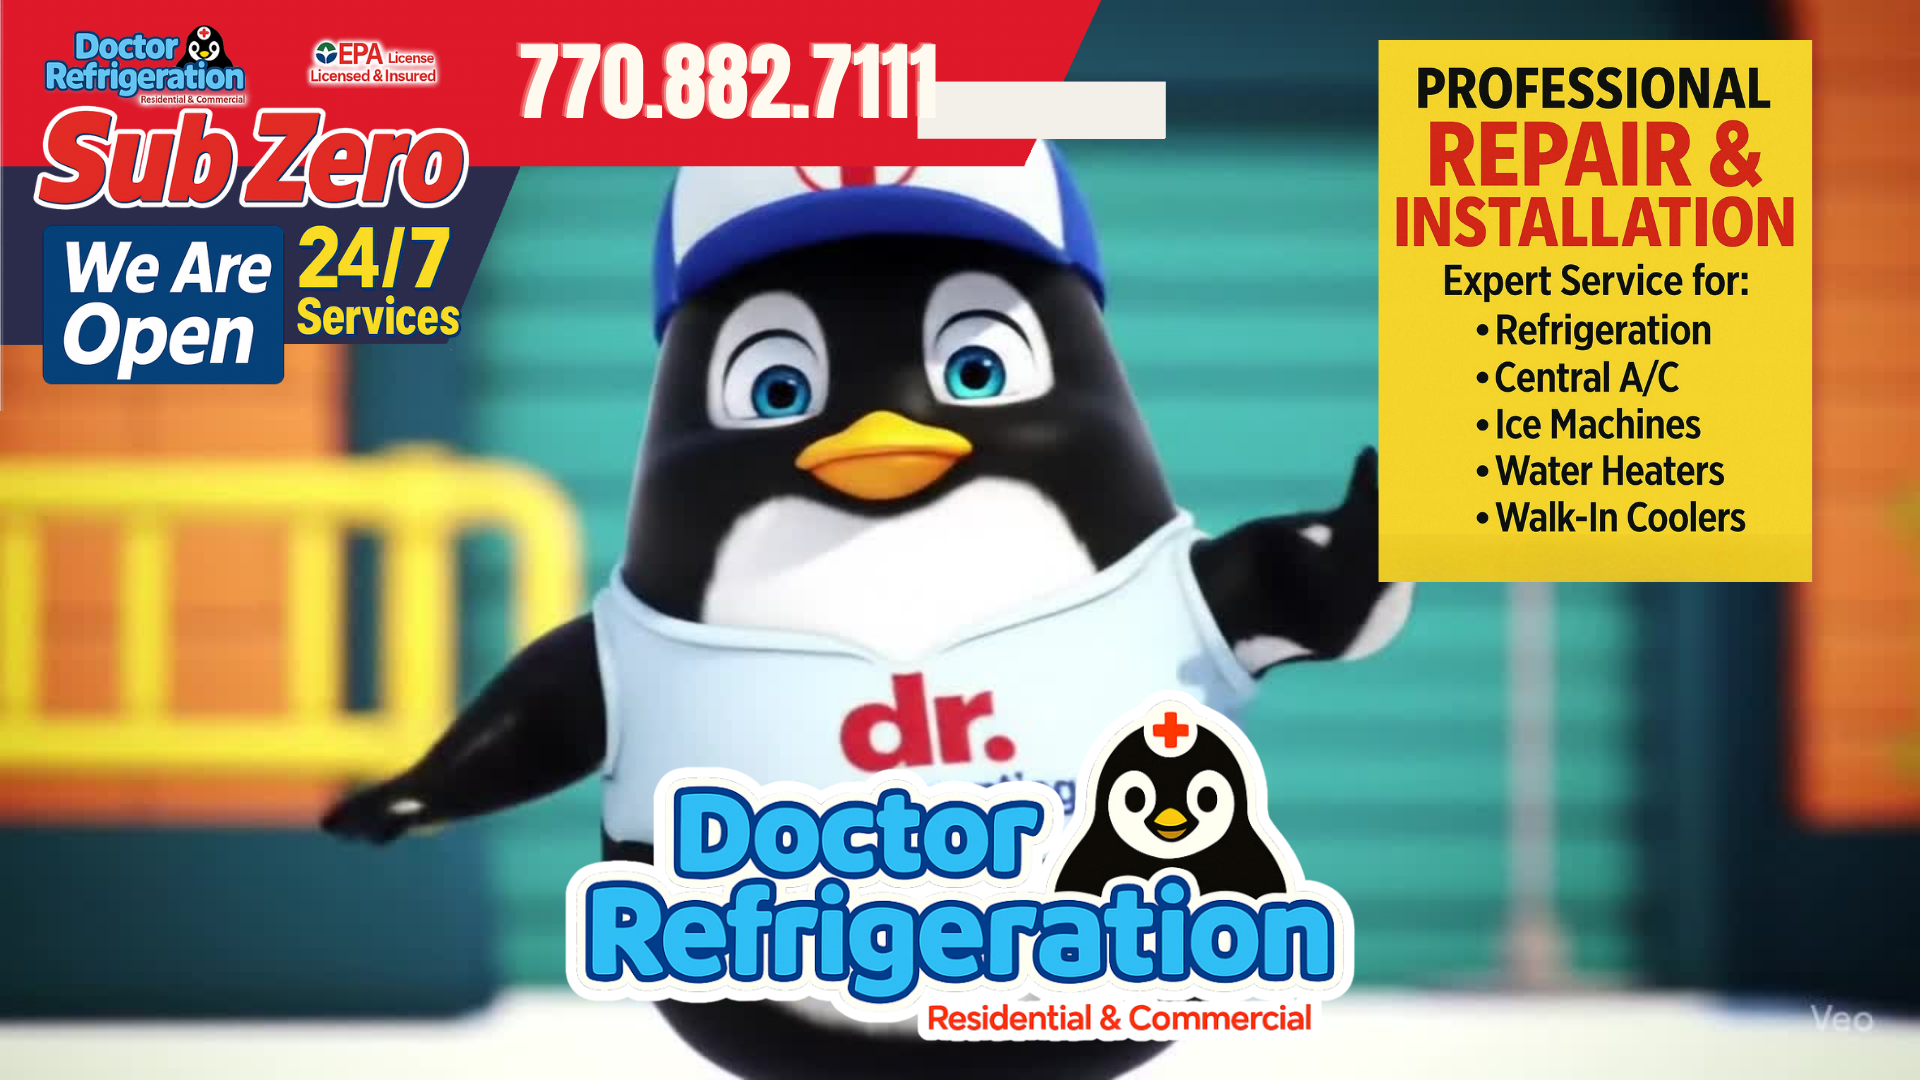 Doctor
Refrigeration
Residential & Commercial
EPA License
Licensed & Insured
770.882.7111
Sub Zero
We Are
Open
24/7
Services
PROFESSIONAL
REPAIR &
INSTALLATION
Expert Service for:
• Refrigeration
• Central A/C
• Ice Machines
• Water Heaters
• Walk-In Coolers
dr.
Doctor
Refrigeration
Residential & Commercial
Veo